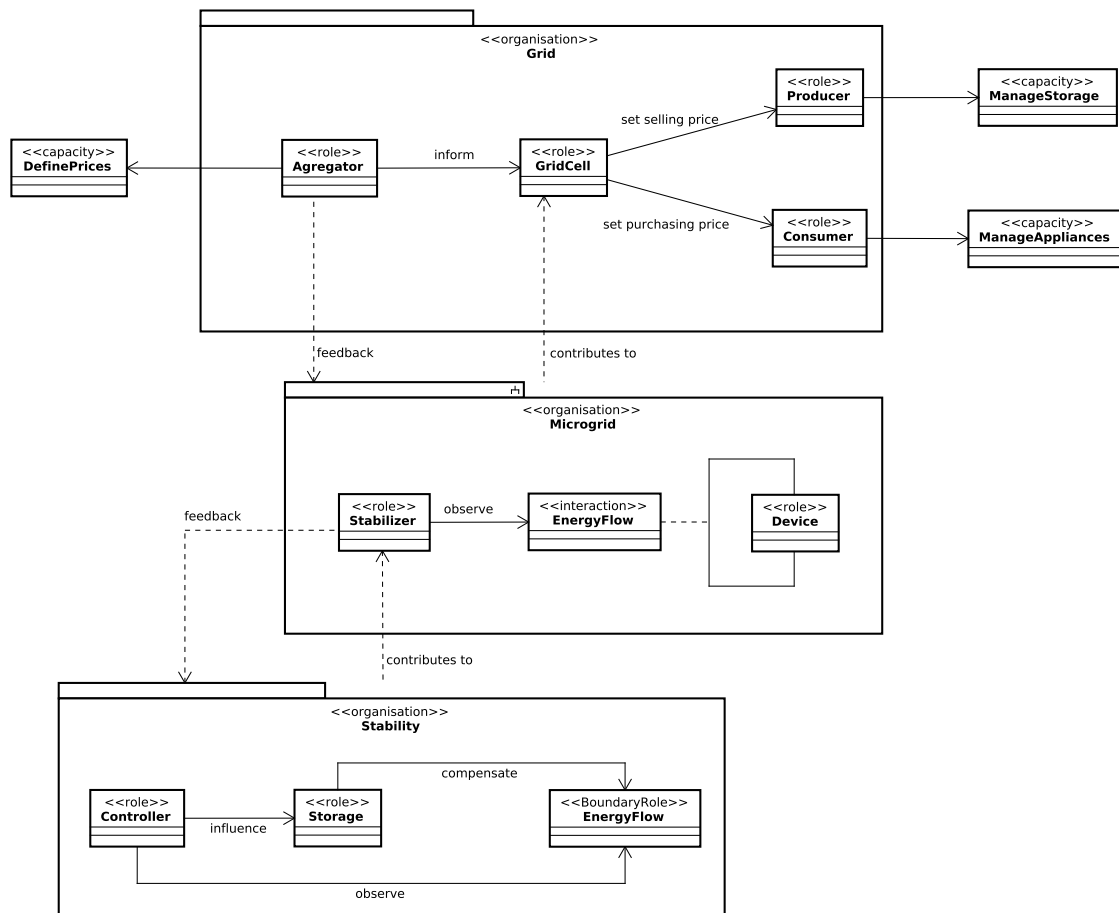 <<organisation>>
Grid
<<role>>
Producer
<<capacity>>
ManageStorage
set selling price
<<capacity>>
DefinePrices
<<role>>
Agregator
inform
<<role>>
GridCell
set purchasing price
<<role>>
Consumer
<<capacity>>
ManageAppliances
feedback
contributes to
<<organisation>>
Microgrid
<<role>>
Stabilizer
observe
<<interaction>>
EnergyFlow
<<role>>
Device
feedback
contributes to
<<organisation>>
Stability
compensate
<<role>>
Controller
influence
<<role>>
Storage
<<BoundaryRole>>
EnergyFlow
observe